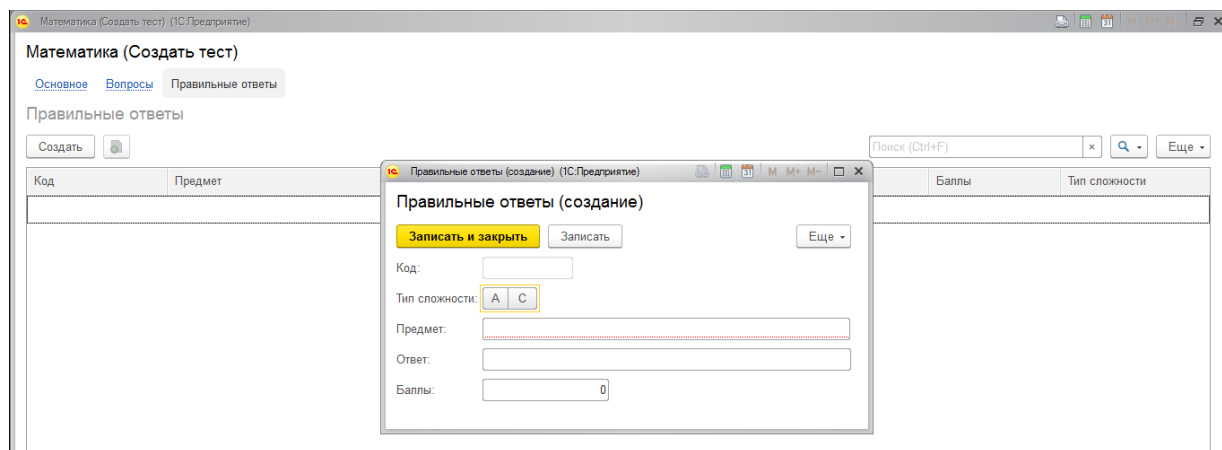 Математика (Создать тест) (1С:Предприятие)
31 M M+ M-
Математика (Создать тест)
Основное Вопросы Правильные ответы
Правильные ответы
Создать Поиск (Ctrl+F) × Еще
Код Предмет Баллы Тип сложности
Правильные ответы (создание) (1С:Предприятие) 31 M M+ M-
Правильные ответы (создание)
Записать и закрыть Записать Еще
Код:
Тип сложности: А С
Предмет:
Ответ:
Баллы: 0